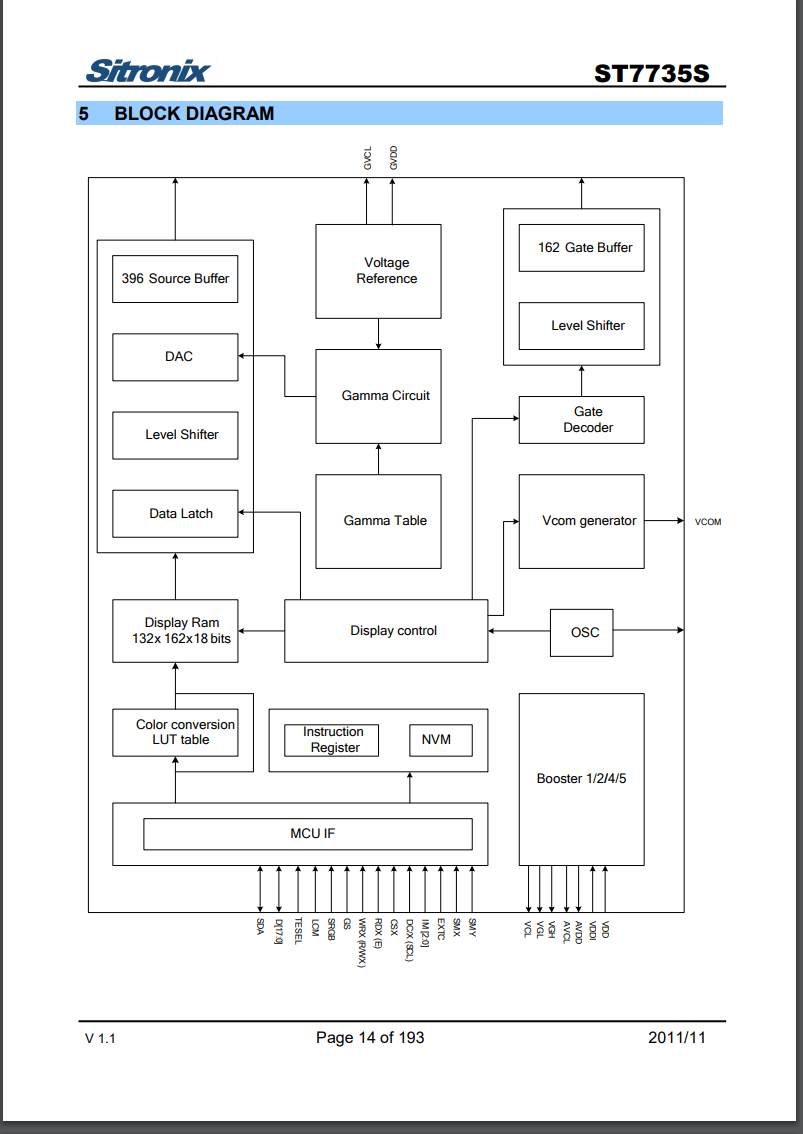 Sitronix
ST7735S
5 BLOCK DIAGRAM
GVCL
GVDD
396 Source Buffer
DAC
Level Shifter
Data Latch
Voltage
Reference
Gamma Circuit
Gamma Table
162 Gate Buffer
Level Shifter
Gate
Decoder
Vcom generator
VCOM
Display Ram
132x 162x18 bits
Display control
OSC
Color conversion
LUT table
Instruction
Register
NVM
Booster 1/2/4/5
MCU IF
SDA
D[17:0]
TESEL
LCM
SRGB
GS
WRX (R/WX)
RDX (E)
CSX
DC/X (SCL)
IM [2:0]
EXTC
SMX
SMY
VCL
VGL
VGH
AVCL
AVDD
VDDI
VDD
V 1.1
Page 14 of 193
2011/11